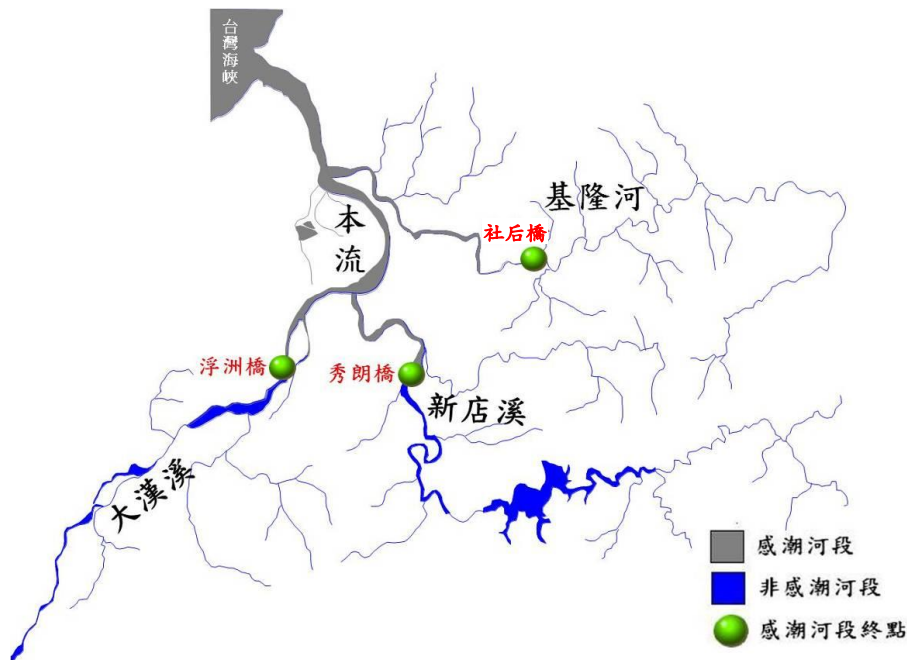 台灣海峽
基隆河
社后橋
本流
浮洲橋
秀朗橋
新店溪
大漢溪
感潮河段
非感潮河段
感潮河段終點